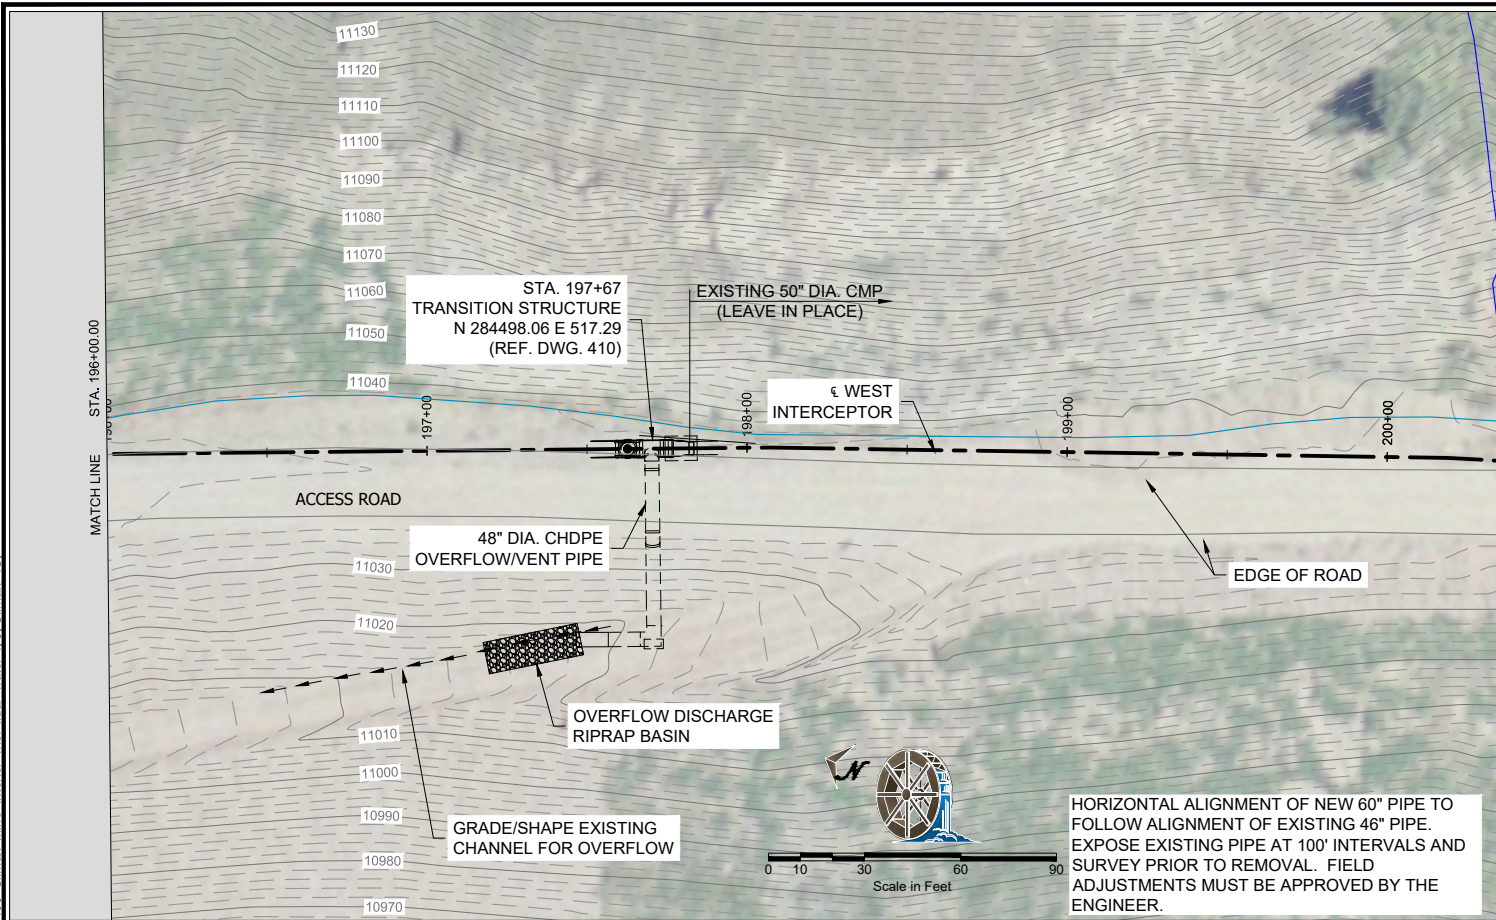 11130
11120
11110
11100
11090
11080
11070
11060
11050
11040
STA. 196+00.00
MATCH LINE
STA. 197+67
TRANSITION STRUCTURE
N 284498.06 E 517.29
(REF. DWG. 410)
EXISTING 50" DIA. CMP
(LEAVE IN PLACE)
℄ WEST
INTERCEPTOR
197+00
198+00
199+00
200+00
ACCESS ROAD
48" DIA. CHDPE
OVERFLOW/VENT PIPE
EDGE OF ROAD
11030
11020
11010
11000
10990
10980
10970
OVERFLOW DISCHARGE
RIPRAP BASIN
GRADE/SHAPE EXISTING
CHANNEL FOR OVERFLOW
N
0 10 30 60 90
Scale in Feet
HORIZONTAL ALIGNMENT OF NEW 60" PIPE TO
FOLLOW ALIGNMENT OF EXISTING 46" PIPE.
EXPOSE EXISTING PIPE AT 100' INTERVALS AND
SURVEY PRIOR TO REMOVAL. FIELD
ADJUSTMENTS MUST BE APPROVED BY THE
ENGINEER.